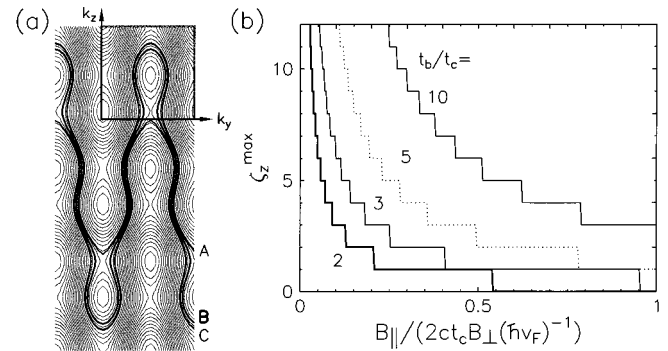 (a)
k_z
k_y
A
B
C
(b)
t_b/t_c=
10
5
3
2
10
5
0
ζ_z^max
0
0.5
1
B_∥/(2ct_cB_⊥(ħv_F)^{-1})